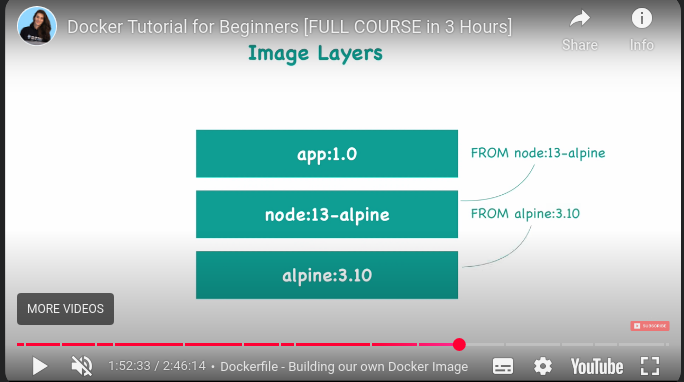 Docker Tutorial for Beginners [FULL COURSE in 3 Hours]
Share
Info
Image Layers
app:1.0
FROM node:13-alpine
node:13-alpine
FROM alpine:3.10
alpine:3.10
MORE VIDEOS
SUBSCRIBE
1:52:33 / 2:46:14 • Dockerfile - Building our own Docker Image
YouTube